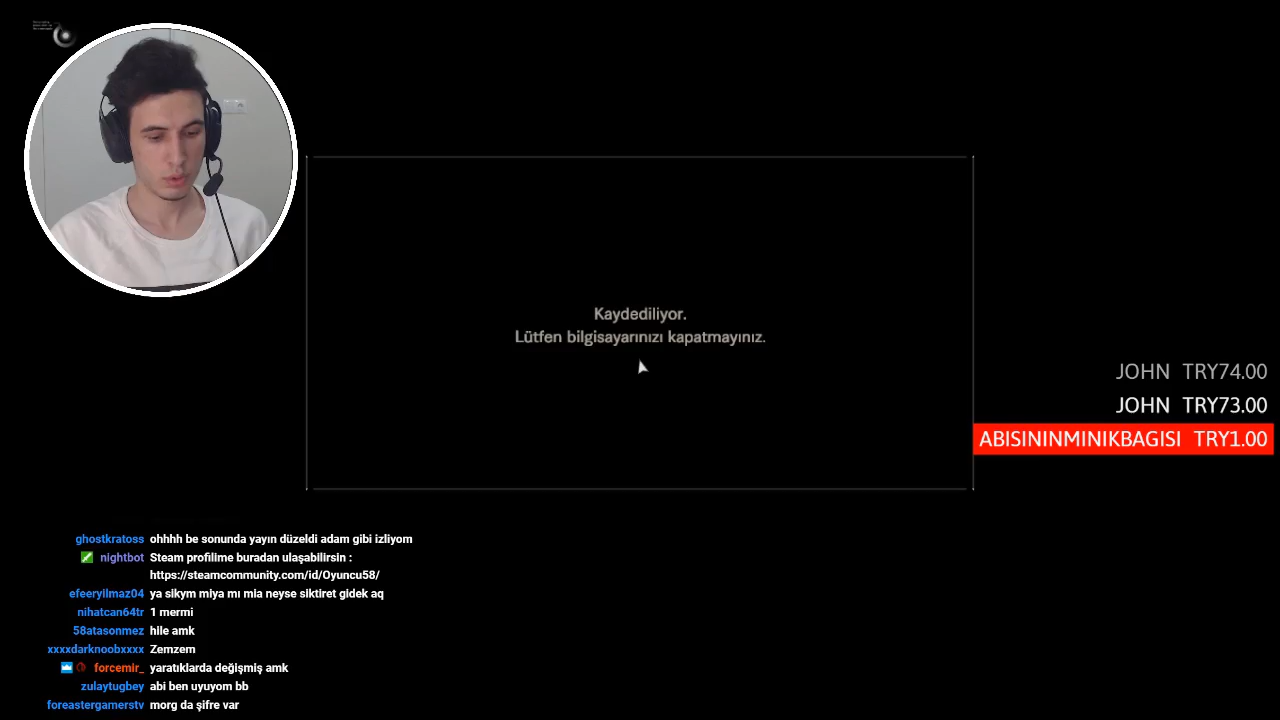 Kaydediliyor.
Lütfen bilgisayarınızı kapatmayınız.
JOHN TRY74.00
JOHN TRY73.00
ABISININMINIKBAGISI TRY1.00
ghostkratoss ohhhh be sonunda yayın düzeldi adam gibi izliyom
nightbot Steam profilime buradan ulaşabilirsin :
https://steamcommunity.com/id/Oyuncu58/
efeeryilmaz04 ya sikym miya mı mia neyse siktiret gidek aq
nihatcan64tr 1 mermi
58atasonmez hile amk
xxxxdarknoobxxxx Zemzem
forcemir_ yaratıklarda değişmiş amk
zulaytugbey abi ben uyuyom bb
foreastergamerstv morg da şifre var